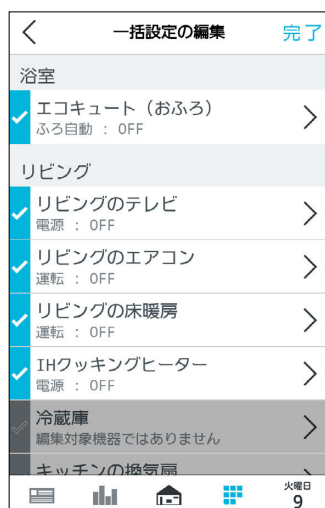 一括設定の編集
完了
浴室
エコキュート（おふろ）
ふろ自動 : OFF
リビング
リビングのテレビ
電源 : OFF
リビングのエアコン
運転 : OFF
リビングの床暖房
運転 : OFF
IHクッキングヒーター
電源 : OFF
冷蔵庫
編集対象機器ではありません
キッチンの換気扇
火曜日
9